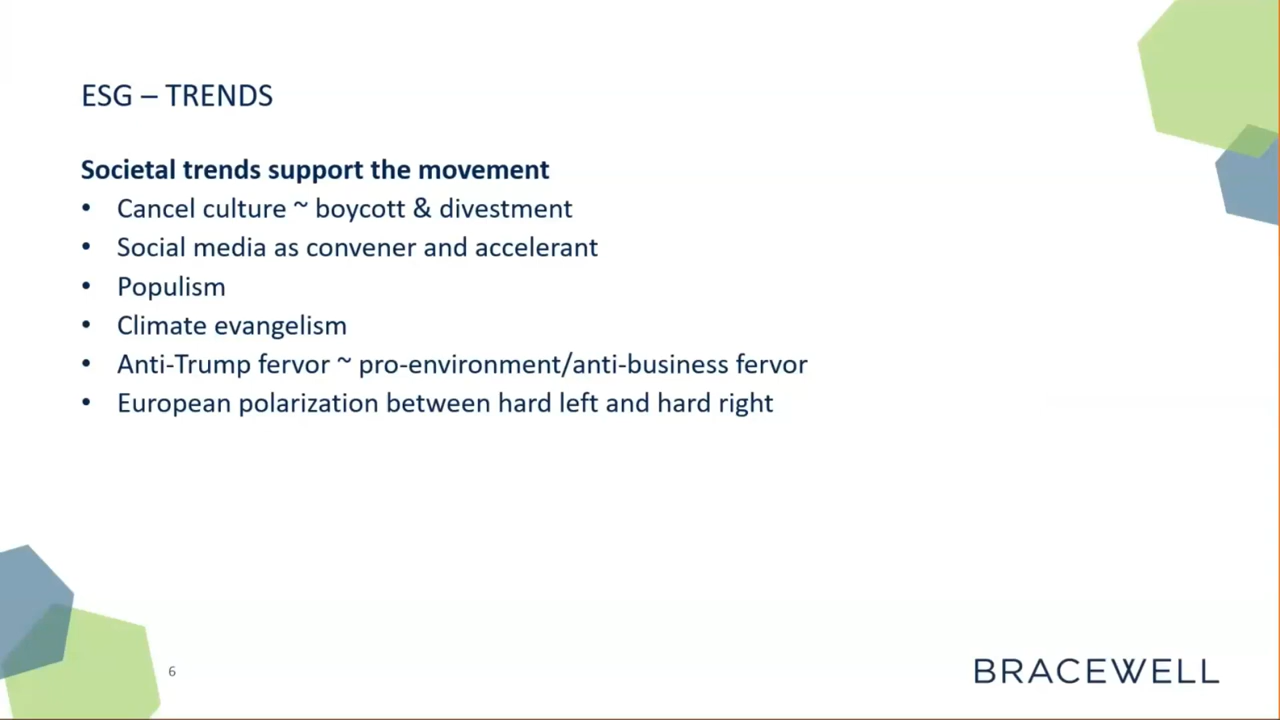 ESG – TRENDS
Societal trends support the movement
• Cancel culture ~ boycott & divestment
• Social media as convener and accelerant
• Populism
• Climate evangelism
• Anti-Trump fervor ~ pro-environment/anti-business fervor
• European polarization between hard left and hard right
6
BRACEWELL